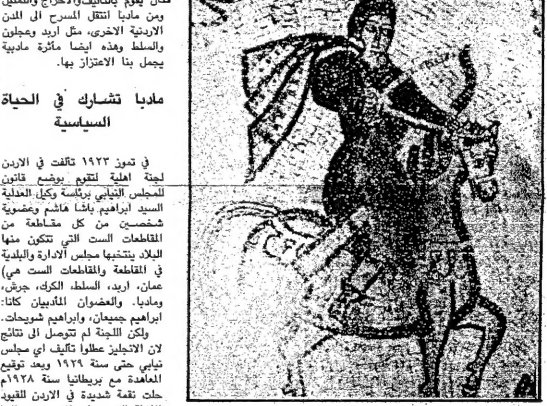 كان يقوم بالتأليف والاخراج والتمثيل
ومن مادبا انتقل المسرح الى المدن
الاردنية الاخرى، مثل اربد وعجلون
والسلط وهذه ايضا مأثرة مادبية
يجمل بنا الاعتزاز بها.
مادبا تشارك في الحياة
السياسية
في تموز ١٩٢٣ تألفت في الاردن
لجنة اهلية لتقوم بوضع قانون
للمجلس النيابي برئاسة وكيل العدلية
السيد ابراهيم باشا هاشم وعضوية
شخصين من كل مقاطعة من
المقاطعات الست التي تتكون منها
البلاد ينتخبها مجلس الادارة والبلدية
في المقاطعة والمقاطعات الست هي)
عمان، اربد، السلط، الكرك، جرش،
ومادبا. والعضوان المأدبيان كانا:
ابراهيم جميعان، وابراهيم شويحات.
ولكن اللجنة لم تتوصل الى نتائج
لان الانجليز عطلوا تأليف اي مجلس
نيابي حتى سنة ١٩٢٩ وبعد توقيع
المعاهدة مع بريطانيا سنة ١٩٢٨م
حلت نقمة شديدة في الاردن للقيود